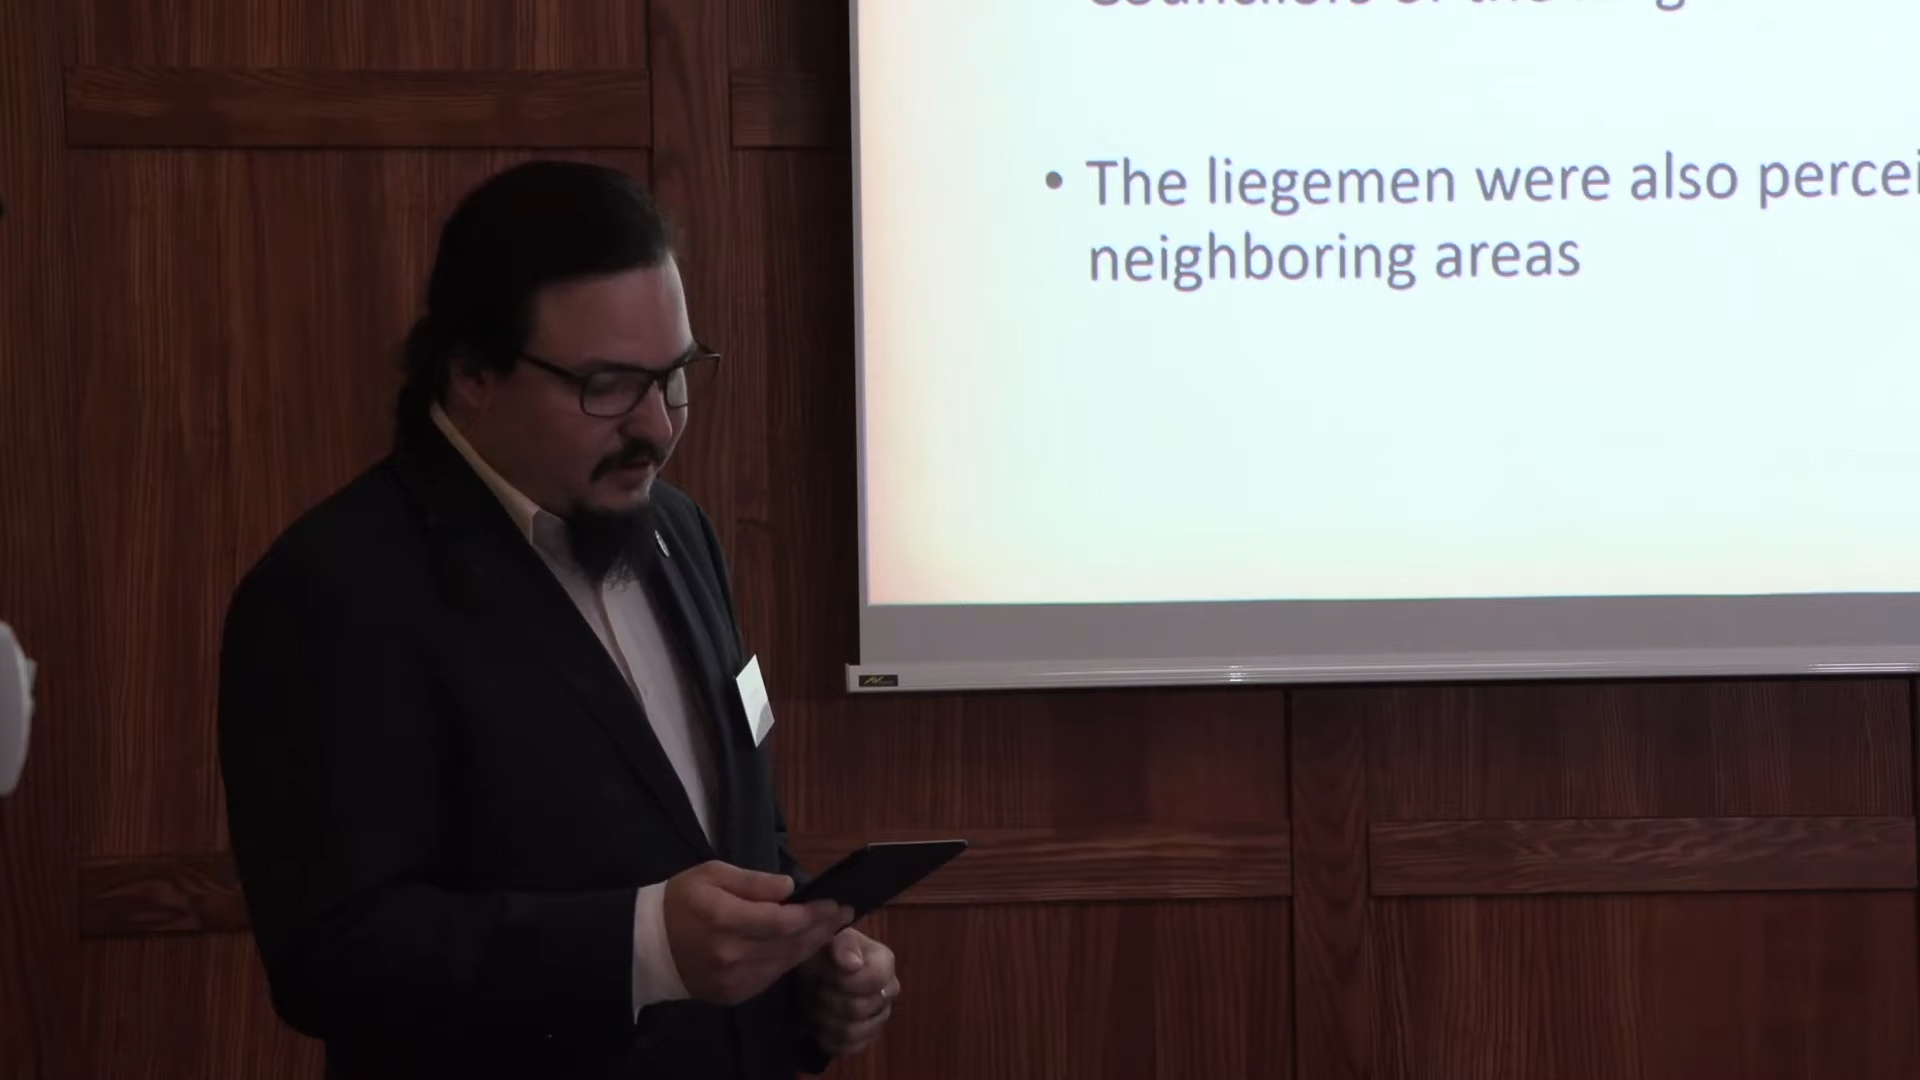 • The liegemen were also percei
neighboring areas